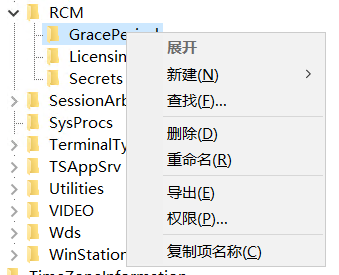 RCM
GracePeriod
Licensin
Secrets
SessionArb
SysProcs
TerminalTy
TSAppSrv
Utilities
VIDEO
Wds
WinStation
TimeZoneInformation
展开
新建(N)
查找(F)...
删除(D)
重命名(R)
导出(E)
权限(P)...
复制项名称(C)